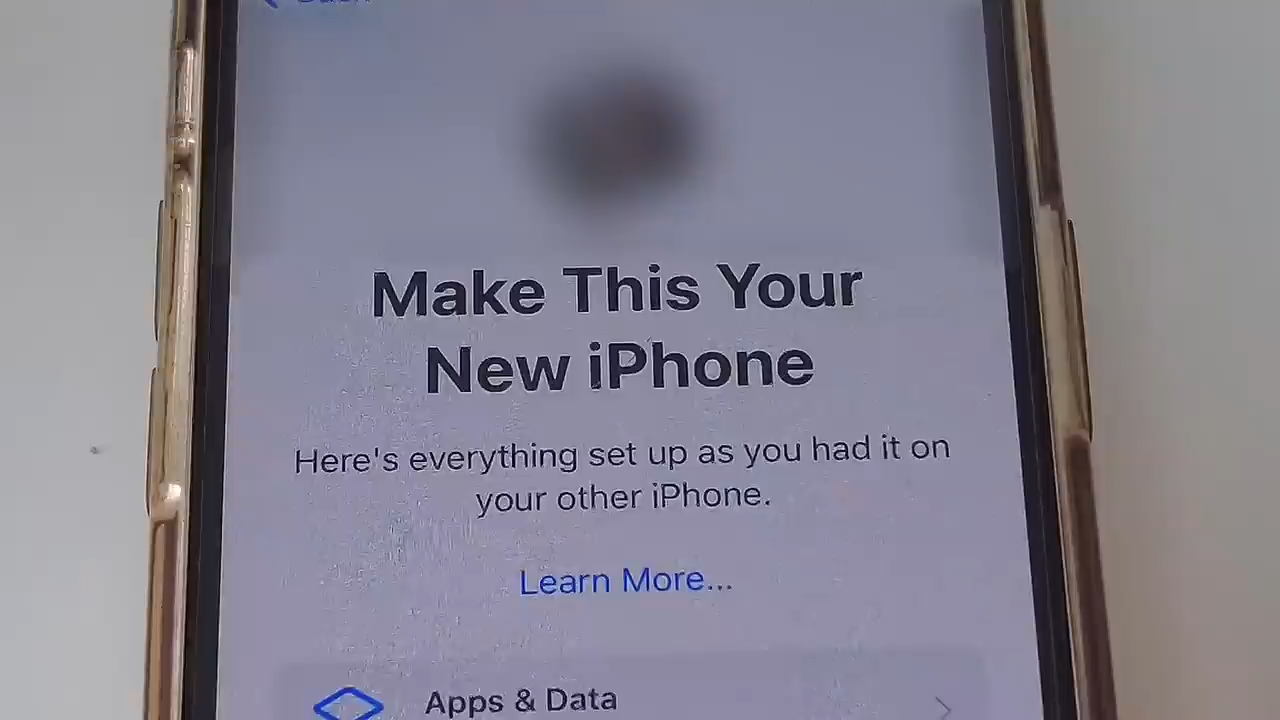 Make This Your
New iPhone
Here's everything set up as you had it on
your other iPhone.
Learn More...
Apps & Data